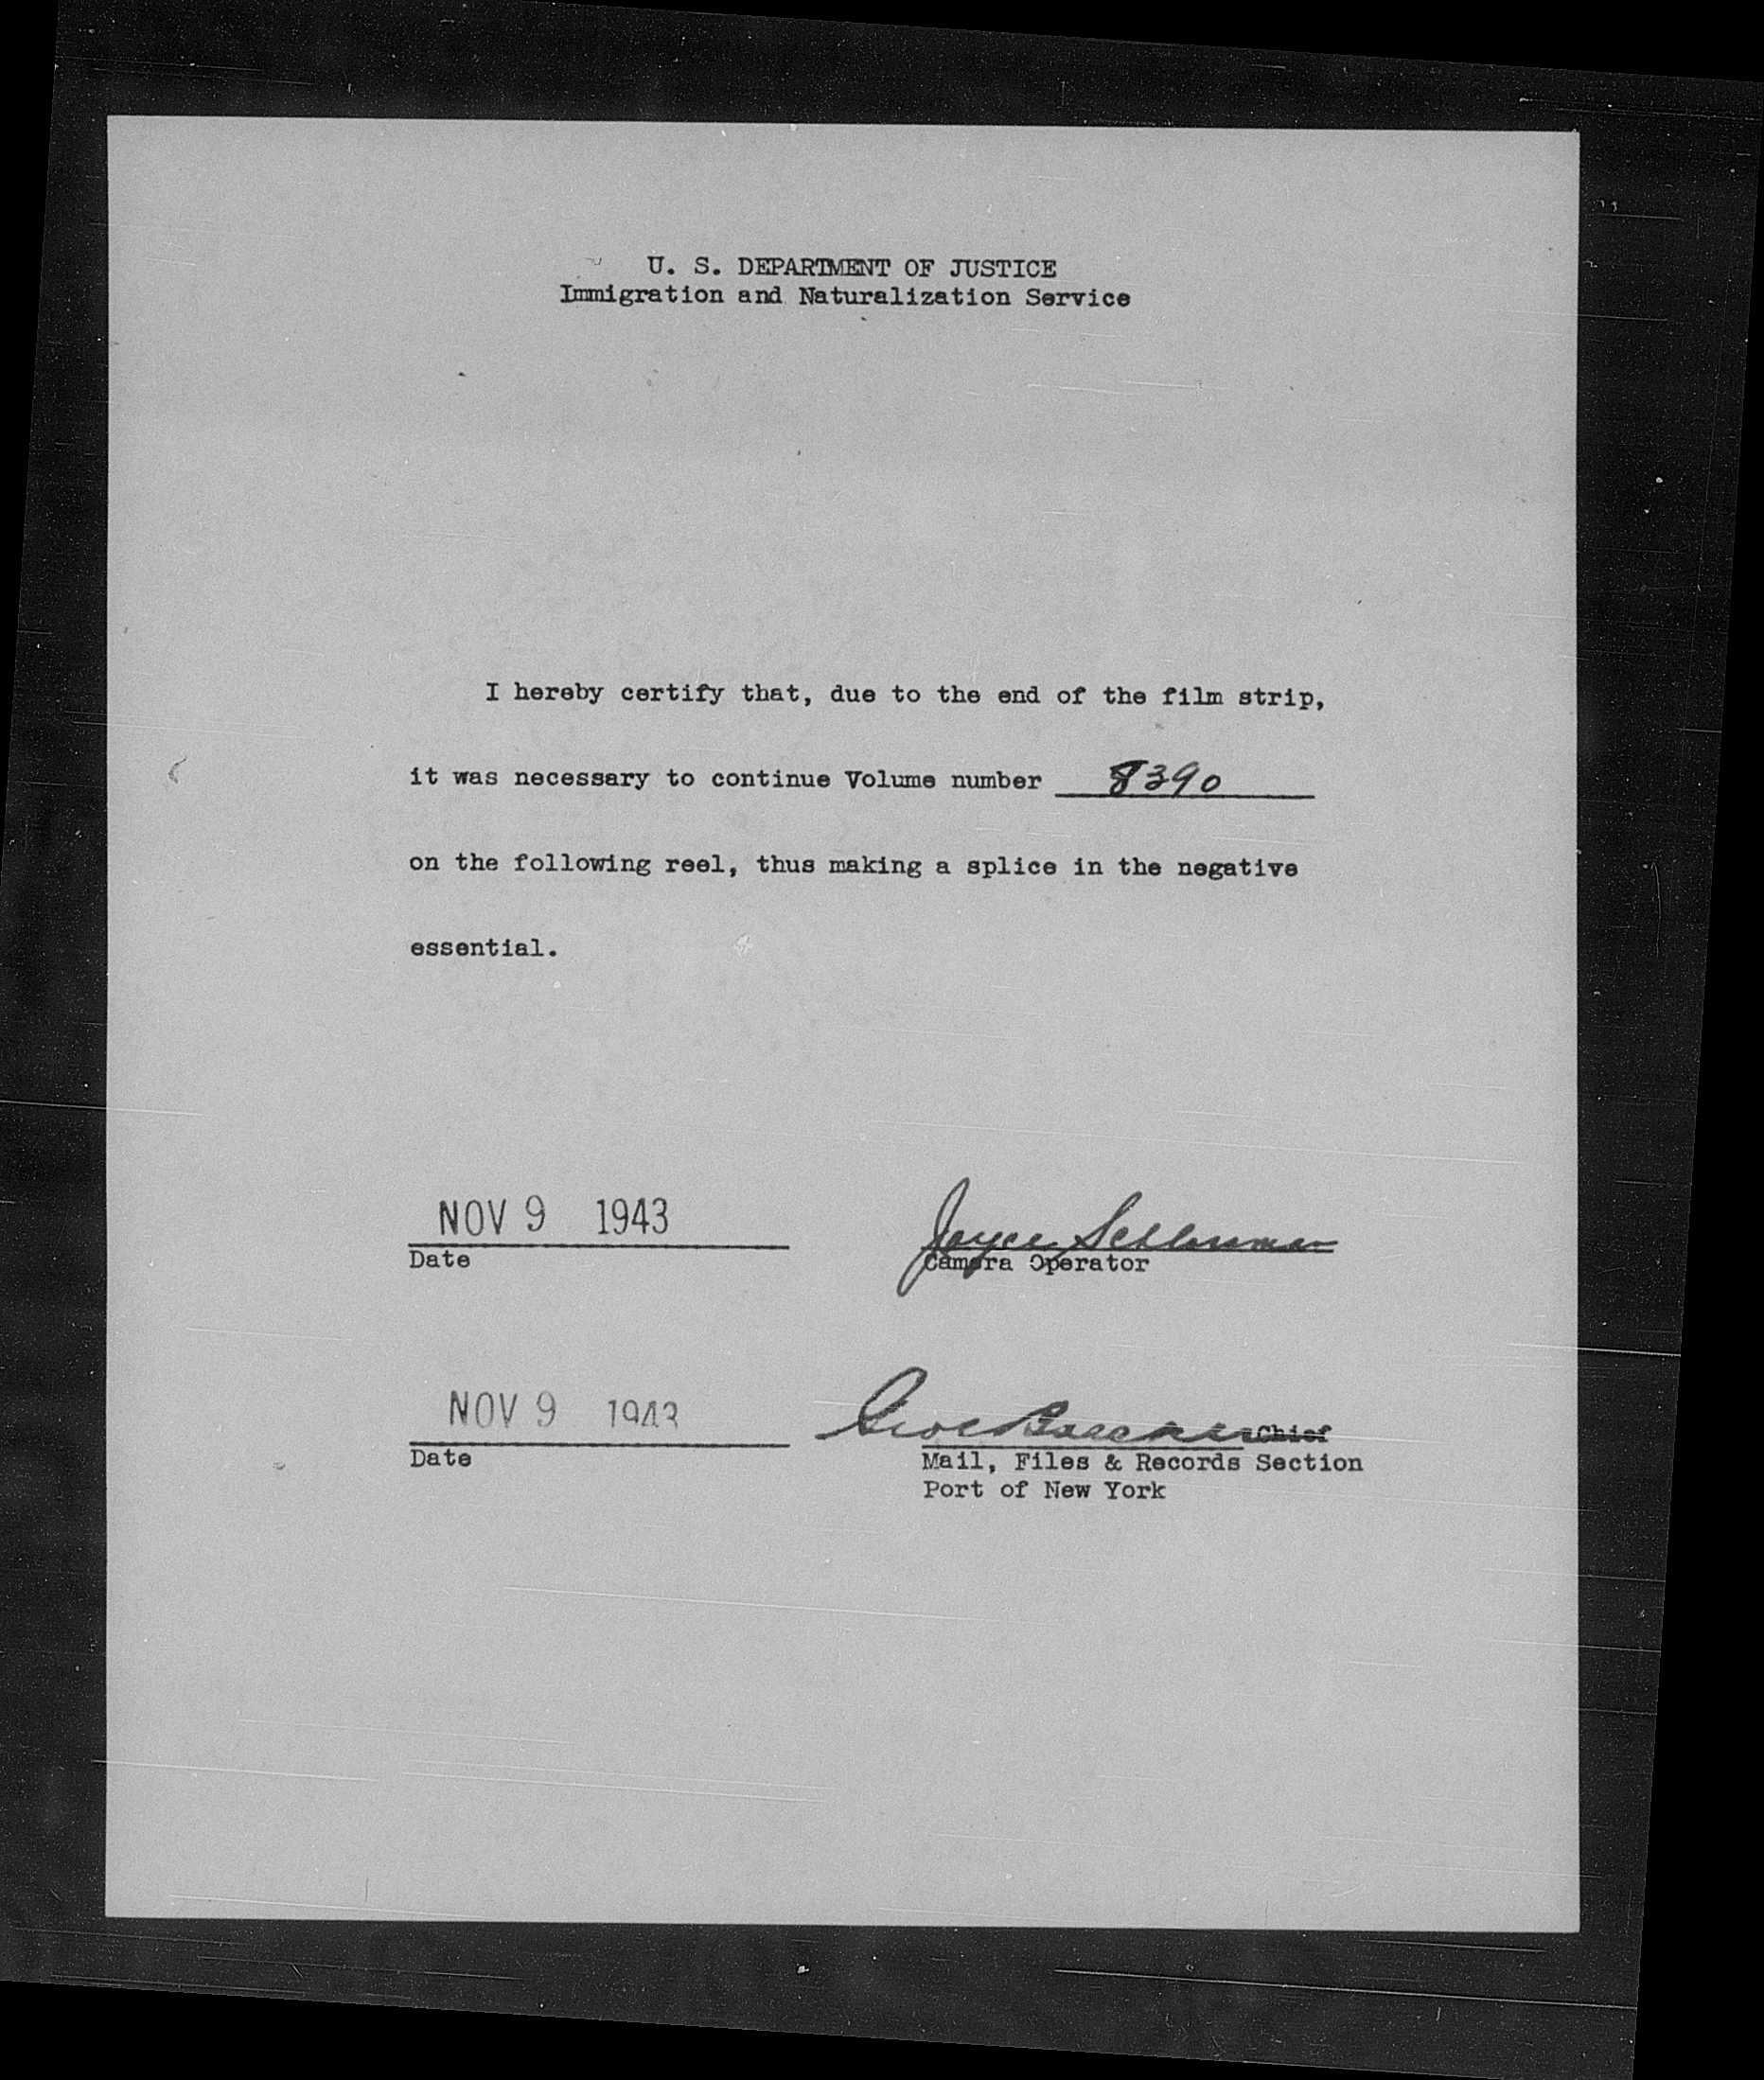 U. S. DEPARTMENT OF JUSTICE
Immigration and Naturalization Service
I hereby certify that, due to the end of the film strip,
it was necessary to continue Volume number 8390
on the following reel, thus making a splice in the negative
essential.
NOV 9 1943
Date
Joyce
Camera Operator
NOV 9 1943
Date
Chief
Mail, Files & Records Section
Port of New York